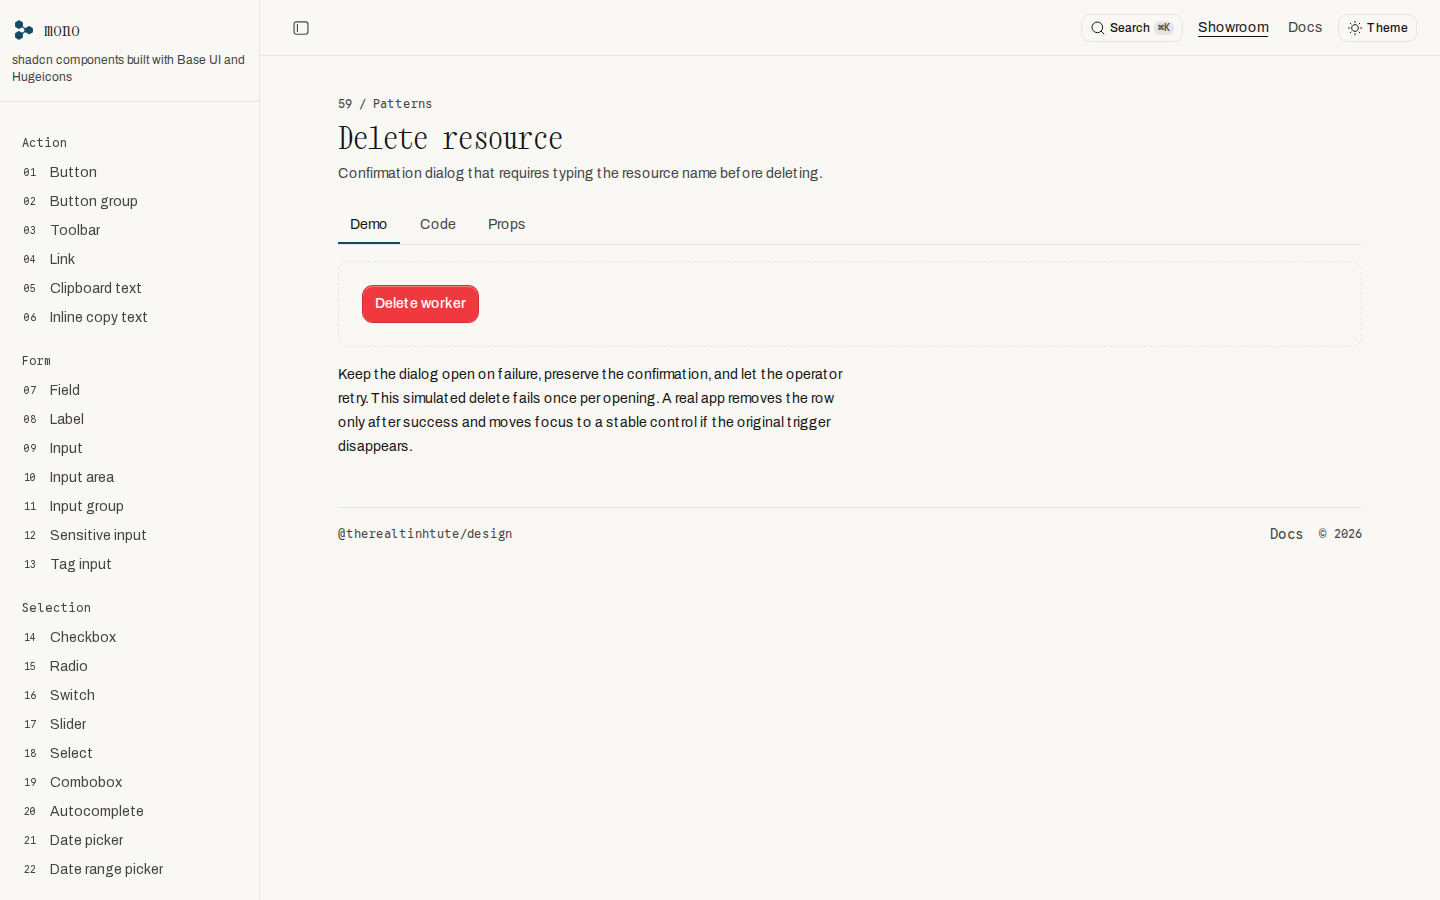 mono
shadcn components built with Base UI and
Hugeicons
Action
01 Button
02 Button group
03 Toolbar
04 Link
05 Clipboard text
06 Inline copy text
Form
07 Field
08 Label
09 Input
10 Input area
11 Input group
12 Sensitive input
13 Tag input
Selection
14 Checkbox
15 Radio
16 Switch
17 Slider
18 Select
19 Combobox
20 Autocomplete
21 Date picker
22 Date range picker
Search ⌘K Showroom Docs Theme
59 / Patterns
Delete resource
Confirmation dialog that requires typing the resource name before deleting.
Demo Code Props
Delete worker
Keep the dialog open on failure, preserve the confirmation, and let the operator
retry. This simulated delete fails once per opening. A real app removes the row
only after success and moves focus to a stable control if the original trigger
disappears.
@therealtinhtute/design
Docs © 2026